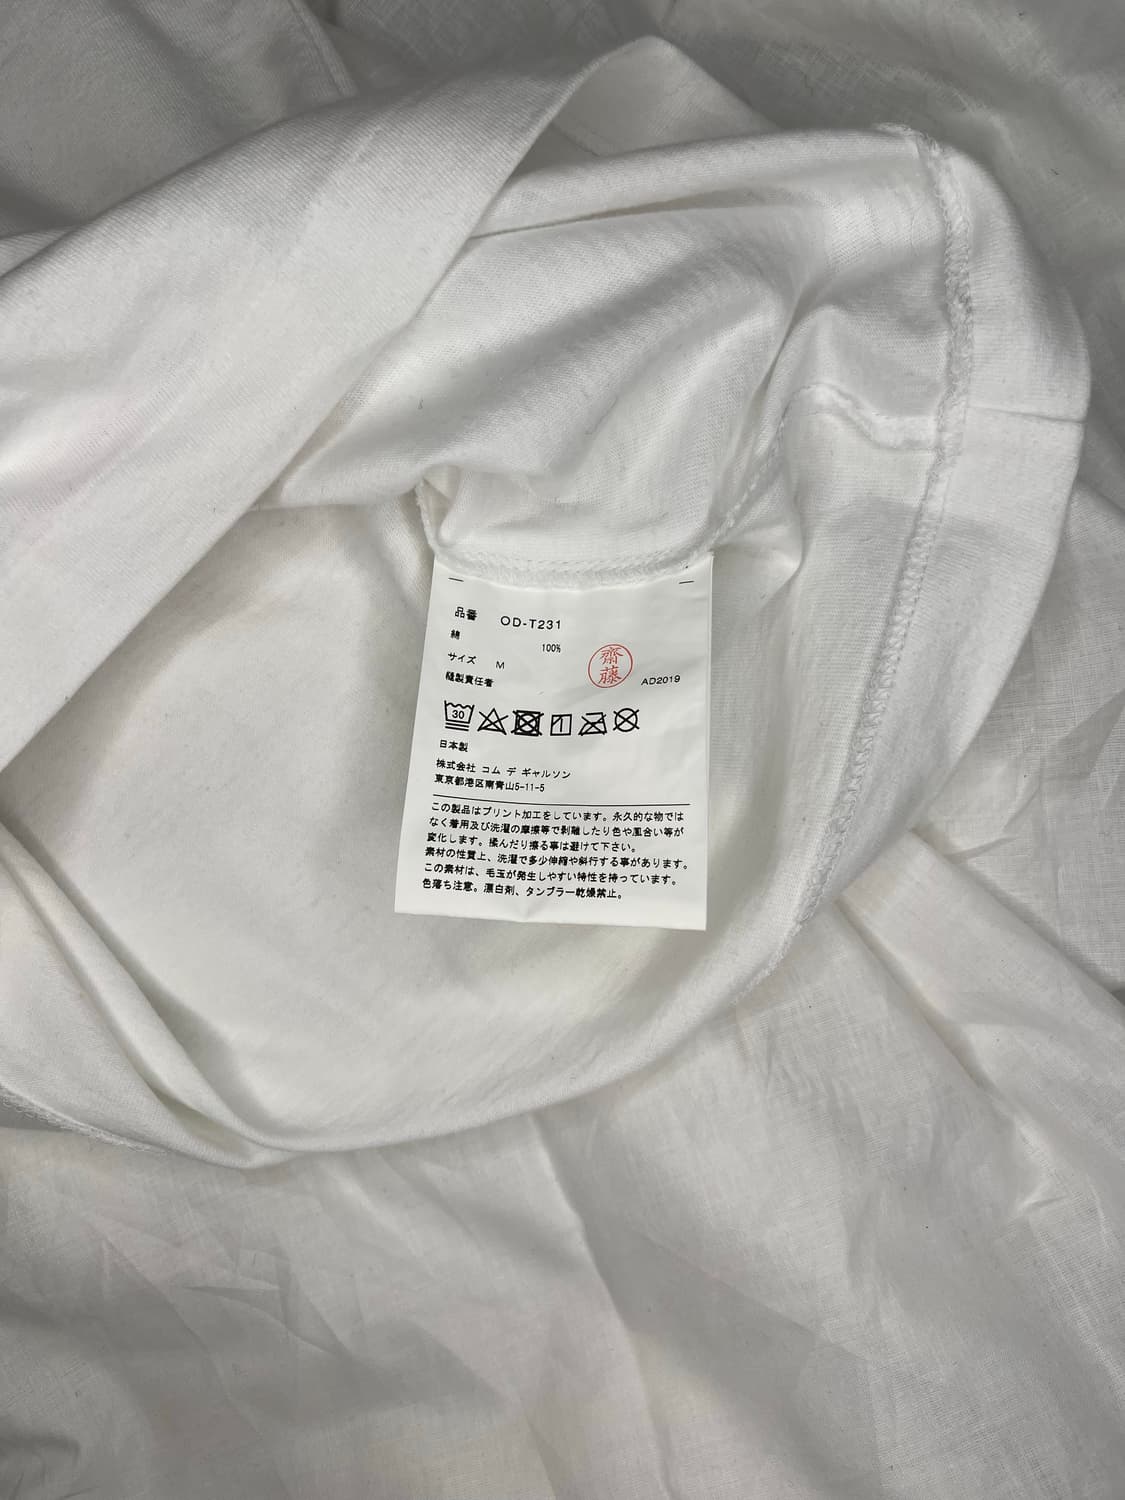 品番 OD-T231
綿 100%
サイズ M
縫製責任者 齋藤 AD2019
30
日本製
株式会社 コム デ ギャルソン
東京都港区南青山5-11-5
この製品はプリント加工をしています。永久的な物では
なく着用及び洗濯の摩擦等で剥離したり色や風合い等が
変化します。揉んだり擦る事は避けて下さい。
素材の性質上、洗濯で多少伸縮や斜行する事があります。
この素材は、毛玉が発生しやすい特性を持っています。
色落ち注意。漂白剤、タンブラー乾燥禁止。